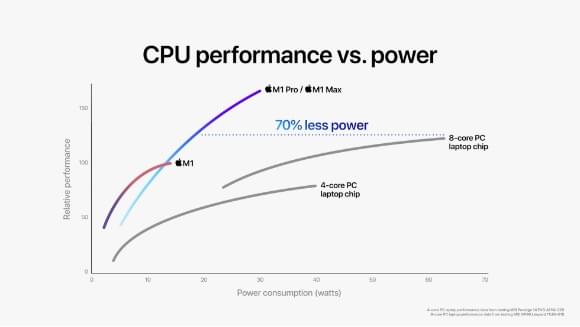 CPU performance vs. power
M1 Pro / M1 Max
150
70% less power
8-core PC
laptop chip
M1
100
4-core PC
laptop chip
Relative performance
50
0
0 10 20 30 40 50 60 70
Power consumption (watts)